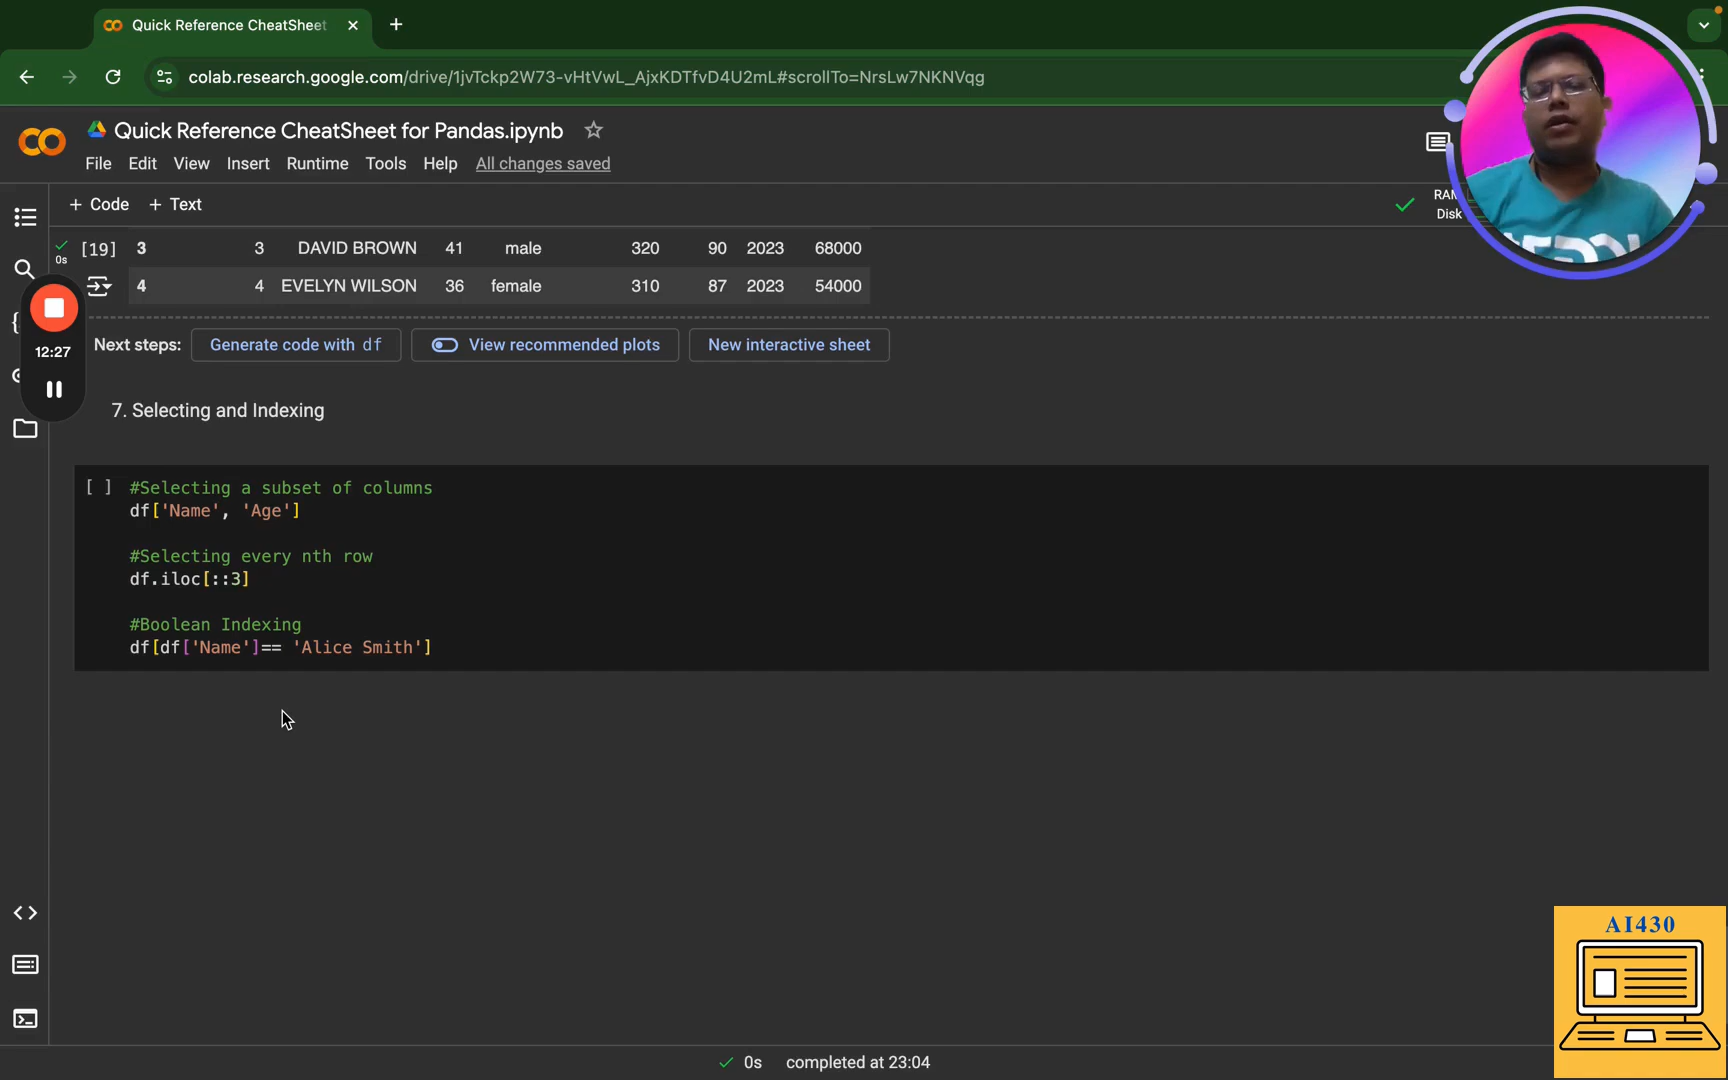 Quick Reference CheatSheet
colab.research.google.com/drive/1jvTckp2W73-vHtVwL_AjxKDTfvD4U2mL#scrollTo=NrsLw7NKNVqg
Quick Reference CheatSheet for Pandas.ipynb
File Edit View Insert Runtime Tools Help All changes saved
+ Code + Text
RAM
Disk
[19] 3 3 DAVID BROWN 41 male 320 90 2023 68000
0s
4 4 EVELYN WILSON 36 female 310 87 2023 54000
12:27
Next steps: Generate code with df View recommended plots New interactive sheet
7. Selecting and Indexing
[ ] #Selecting a subset of columns
df['Name', 'Age']
#Selecting every nth row
df.iloc[::3]
#Boolean Indexing
df[df['Name']== 'Alice Smith']
AI430
0s completed at 23:04